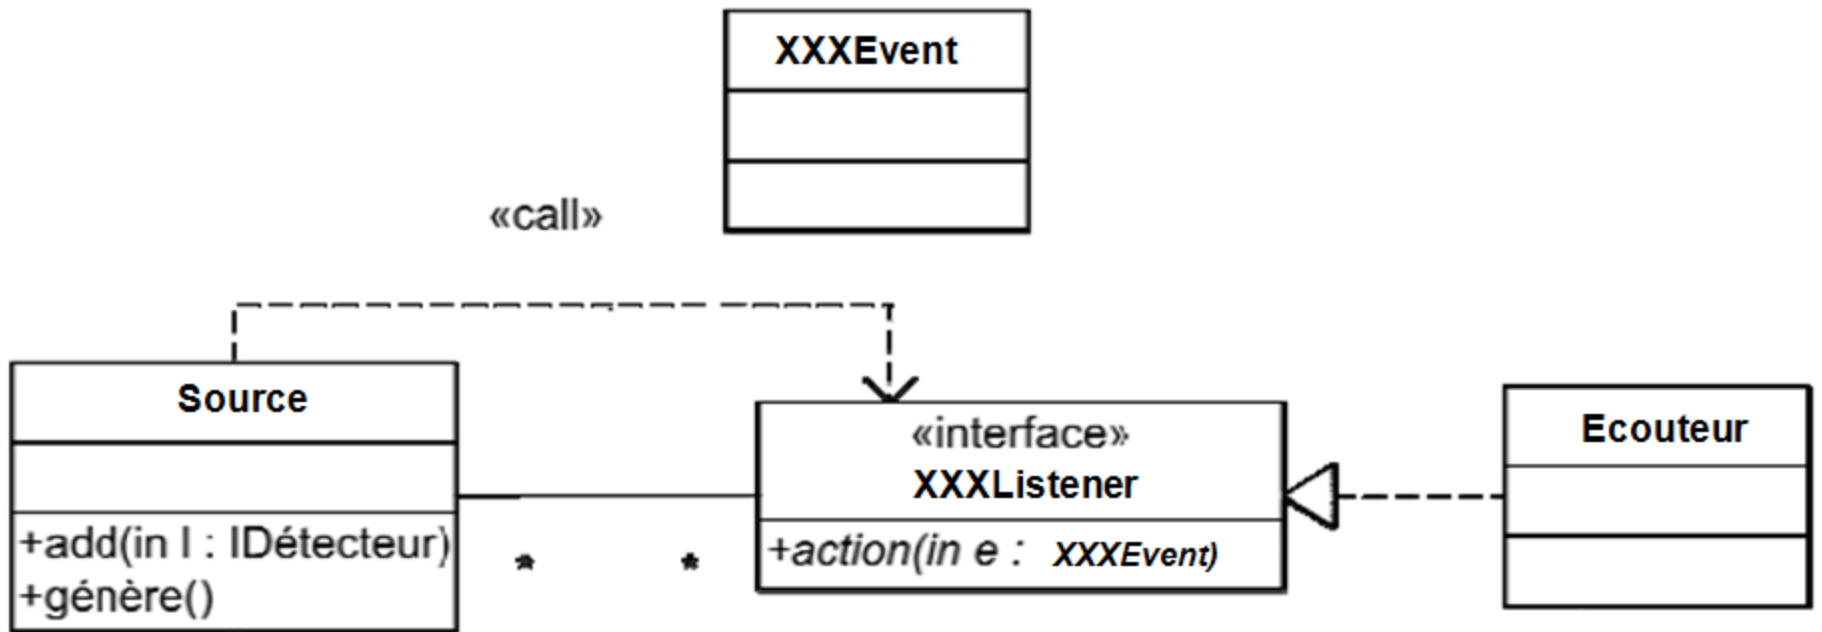 XXXEvent
«call»
Source
+add(in l : IDétecteur)
+génère()
*
*
«interface»
XXXListener
+action(in e : XXXEvent)
Ecouteur